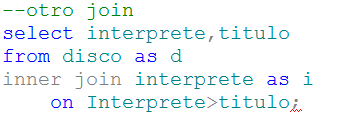 --otro join
select interprete,titulo
from disco as d
inner join interprete as i
on Interprete>titulo;